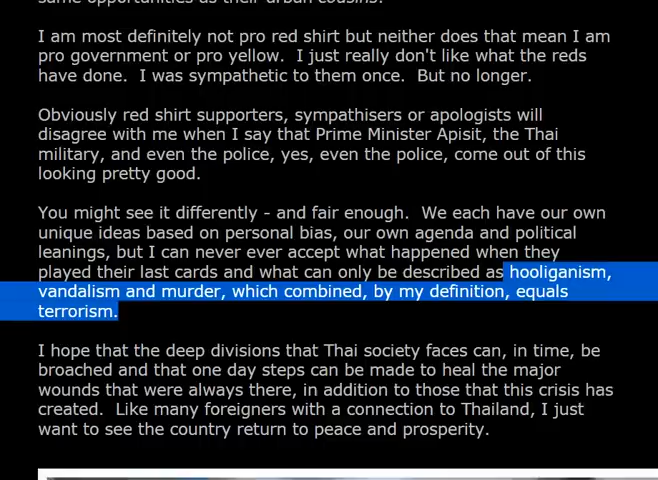 same opportunities as their urban cousins.
I am most definitely not pro red shirt but neither does that mean I am
pro government or pro yellow.  I just really don't like what the reds
have done.  I was sympathetic to them once.  But no longer.
Obviously red shirt supporters, sympathisers or apologists will
disagree with me when I say that Prime Minister Apisit, the Thai
military, and even the police, yes, even the police, come out of this
looking pretty good.
You might see it differently - and fair enough.  We each have our own
unique ideas based on personal bias, our own agenda and political
leanings, but I can never ever accept what happened when they
played their last cards and what can only be described as hooliganism,
vandalism and murder, which combined, by my definition, equals
terrorism.
I hope that the deep divisions that Thai society faces can, in time, be
broached and that one day steps can be made to heal the major
wounds that were always there, in addition to those that this crisis has
created.  Like many foreigners with a connection to Thailand, I just
want to see the country return to peace and prosperity.